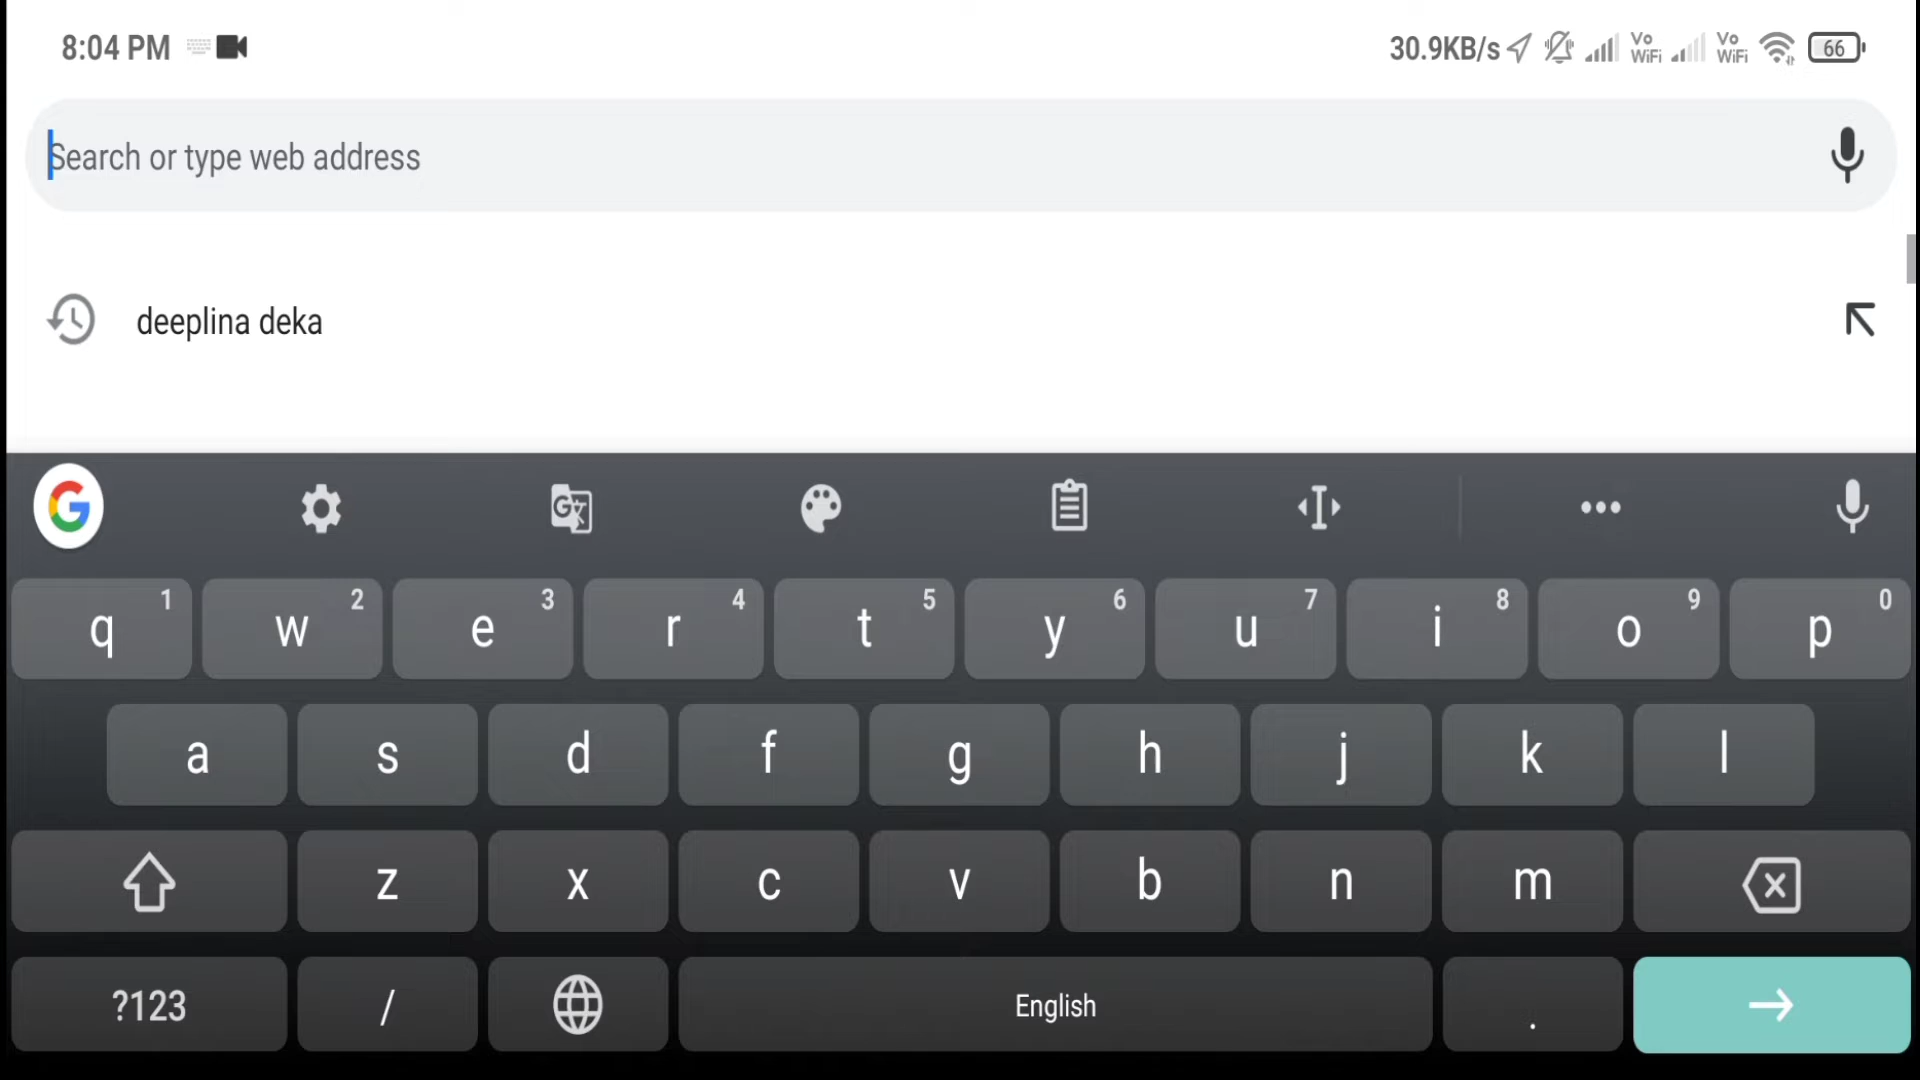 8:04 PM 30.9KB/s Vo WiFi Vo WiFi 66
Search or type web address
deeplina deka
q 1 w 2 e 3 r 4 t 5 y 6 u 7 i 8 o 9 p 0
a s d f g h j k l
z x c v b n m
?123 / English .